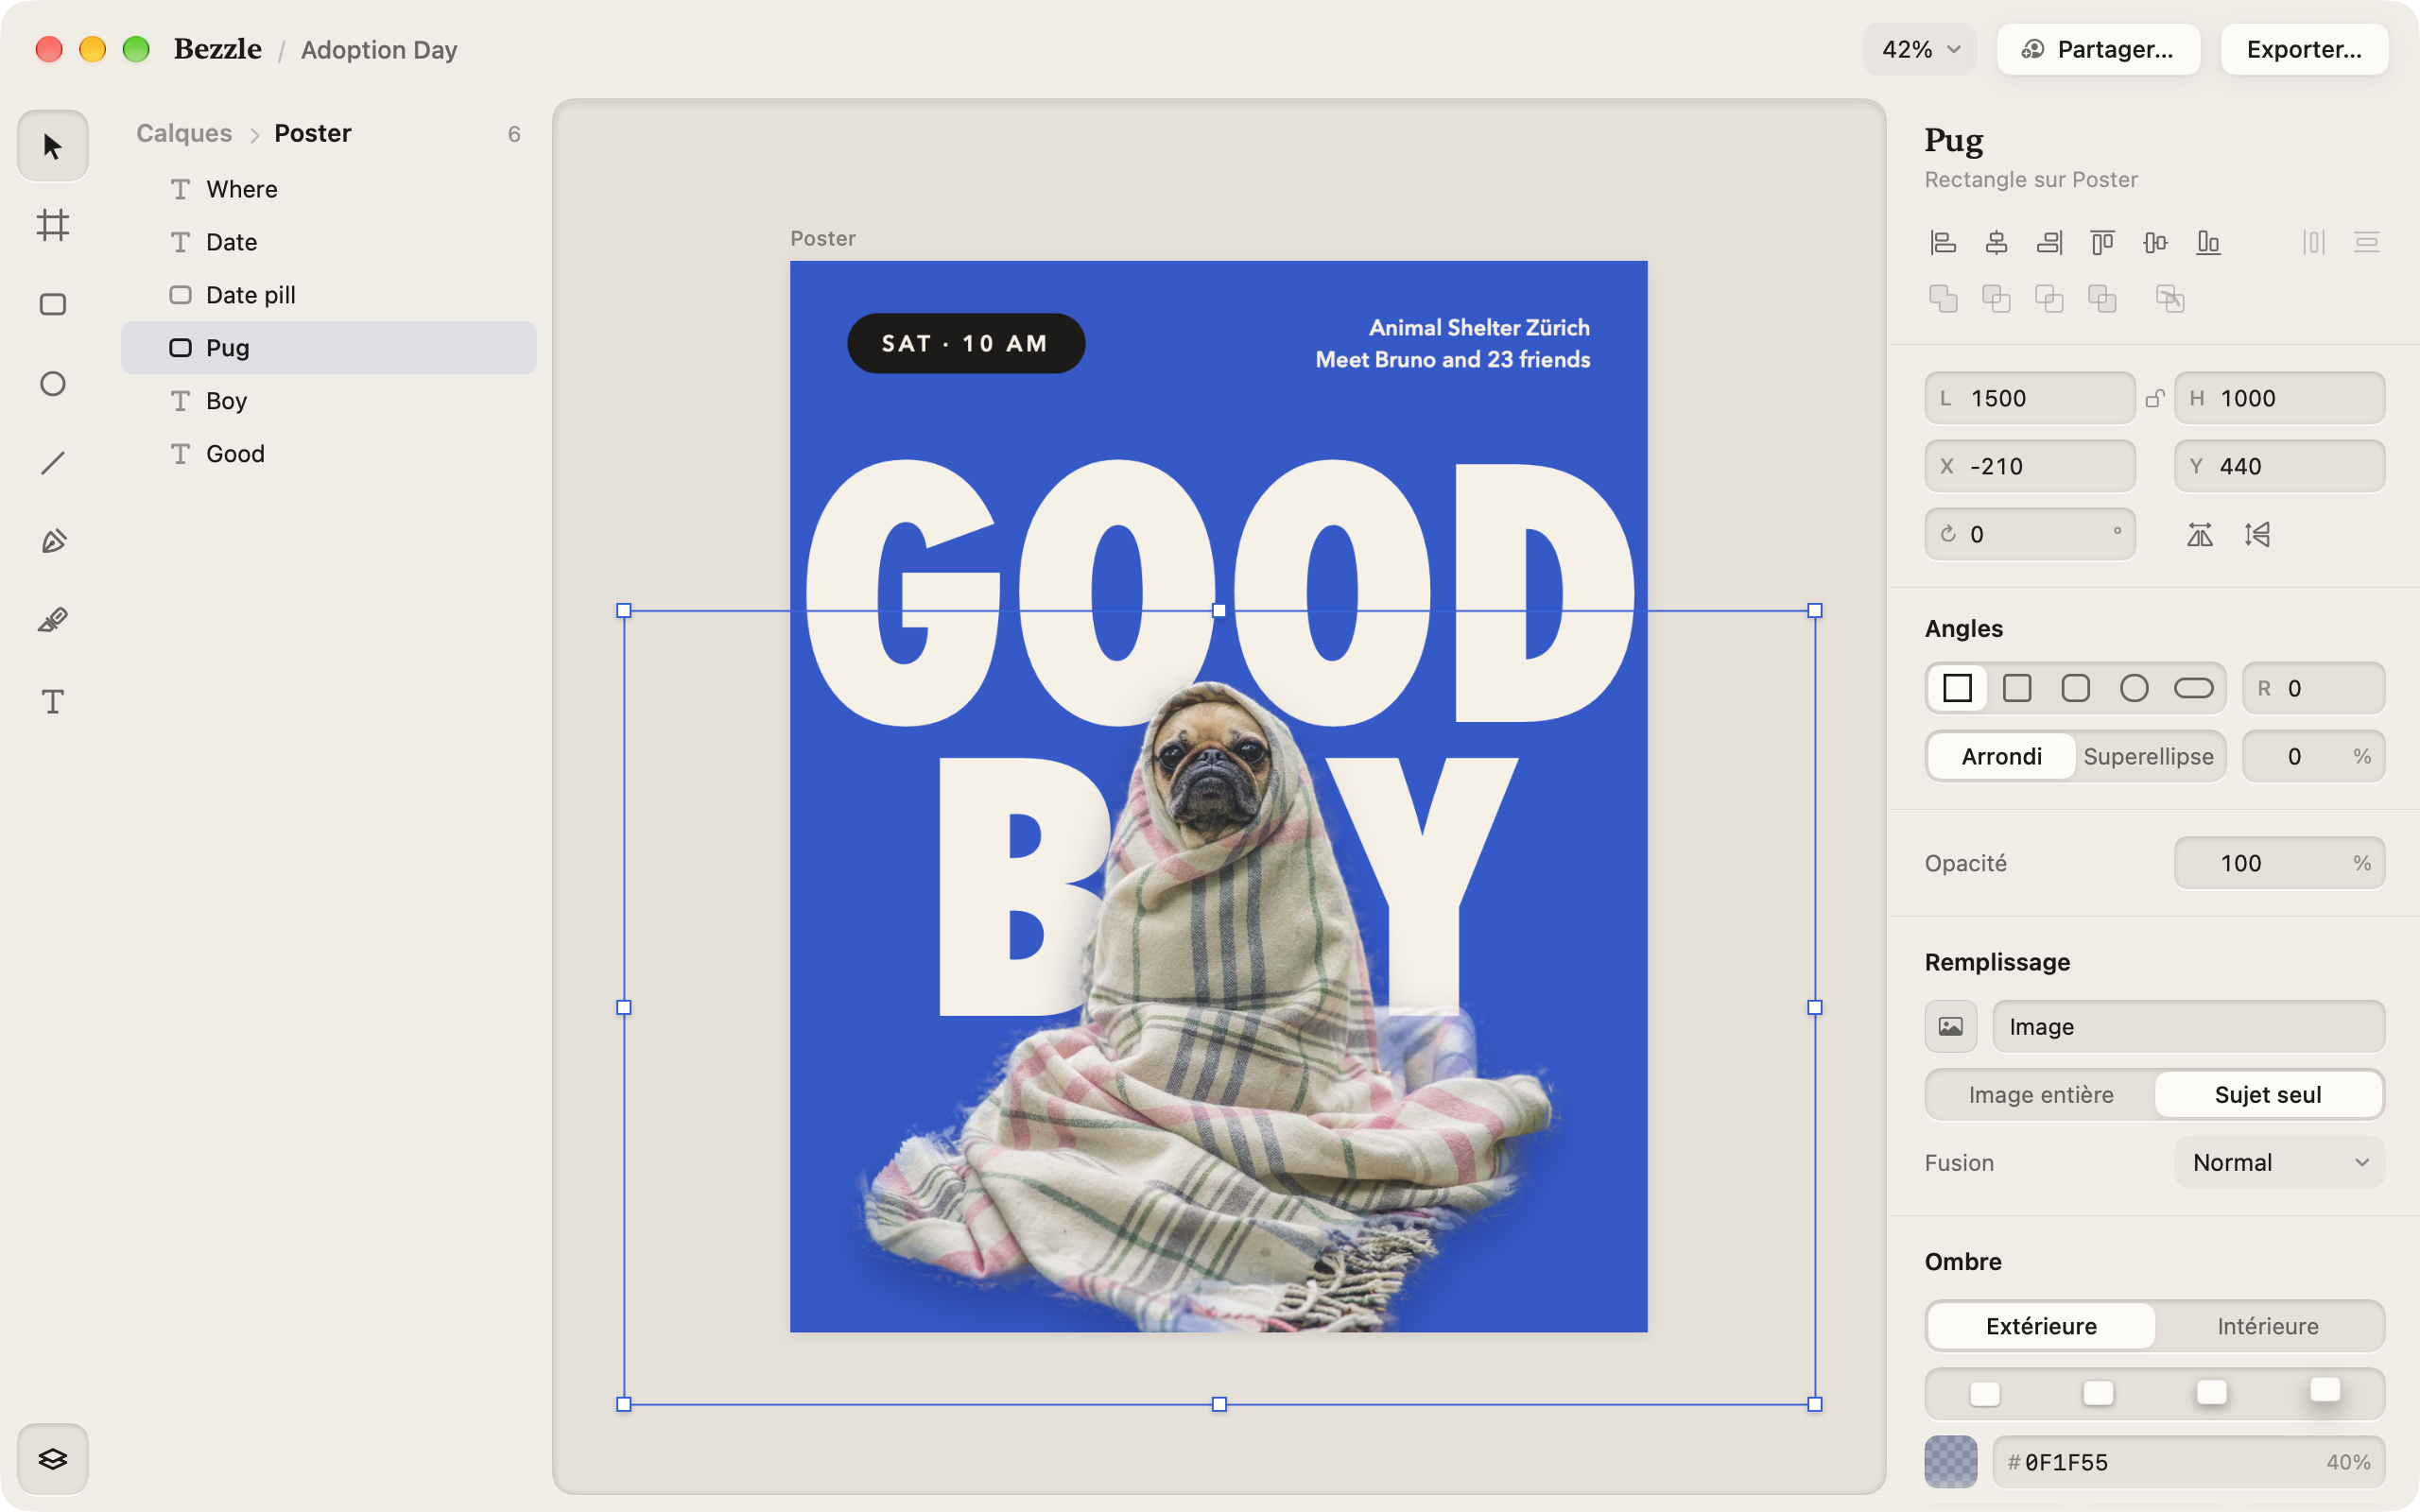 Bezzle / Adoption Day
42%
Partager...
Exporter...
Calques > Poster
6
Where
Date
Date pill
Pug
Boy
Good
Poster
SAT · 10 AM
Animal Shelter Zürich
Meet Bruno and 23 friends
GOOD
B Y
Pug
Rectangle sur Poster
L 1500
H 1000
X -210
Y 440
0 °
Angles
R 0
Arrondi
Superellipse
0 %
Opacité
100 %
Remplissage
Image
Image entière
Sujet seul
Fusion
Normal
Ombre
Extérieure
Intérieure
# 0F1F55
40%